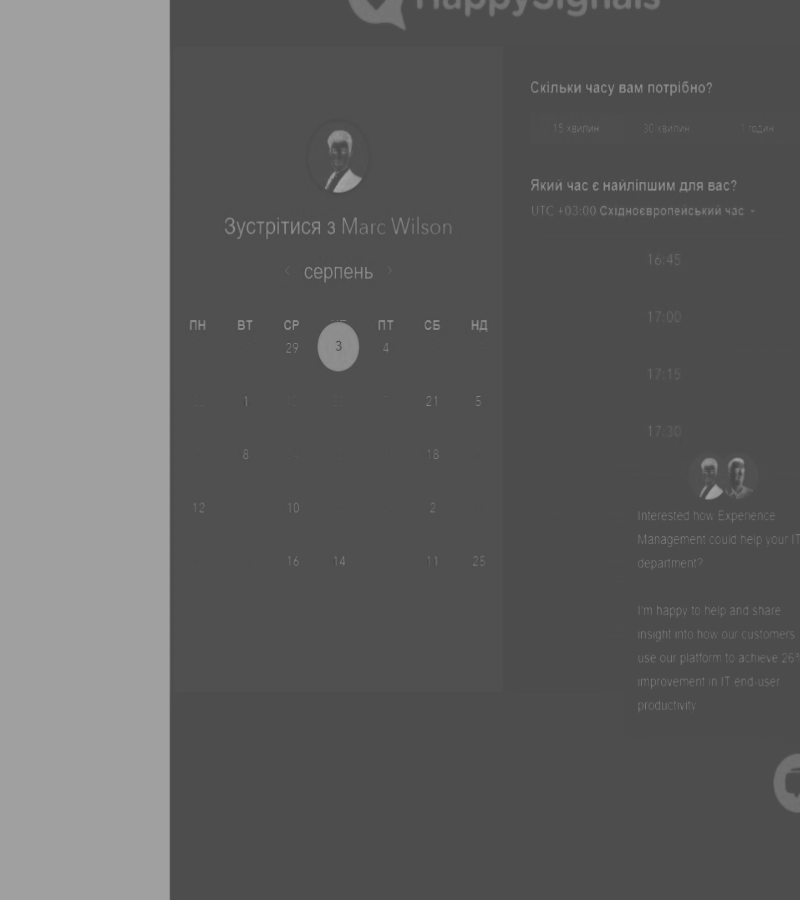 HappySignals
Зустрітися з Marc Wilson
серпень
ПН ВТ СР ПТ СБ НД
29 3 4
1 21 5
8 18
12 10 2
16 14 11 25
Скільки часу вам потрібно?
15 хвилин 30 хвилин 1 годин
Який час є найліпшим для вас?
UTC +03:00 Східноєвропейський час
16:45
17:00
17:15
17:30
Interested how Experience
Management could help your IT
department?
I'm happy to help and share
insight into how our customers
use our platform to achieve 26%
improvement in IT end-user
productivity